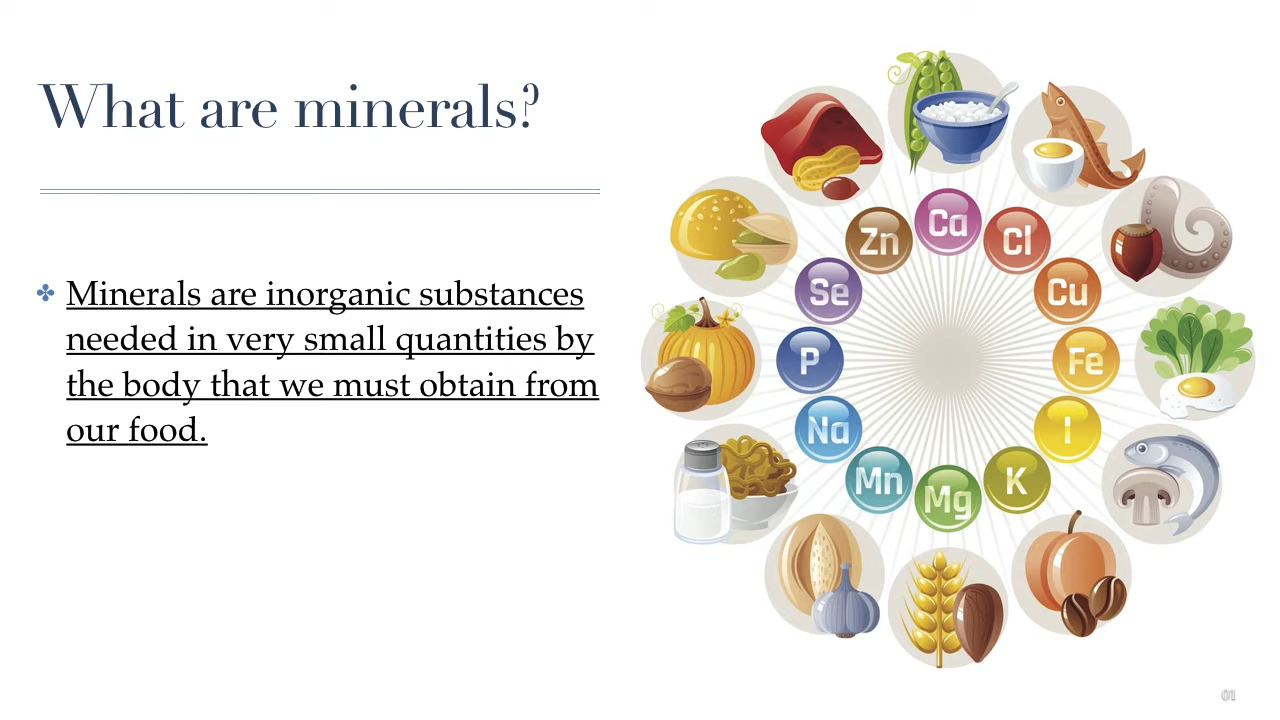 What are minerals?
✤ Minerals are inorganic substances
needed in very small quantities by
the body that we must obtain from
our food.
Ca
Cl
Cu
Fe
I
K
Mg
Mn
Na
P
Se
Zn
01